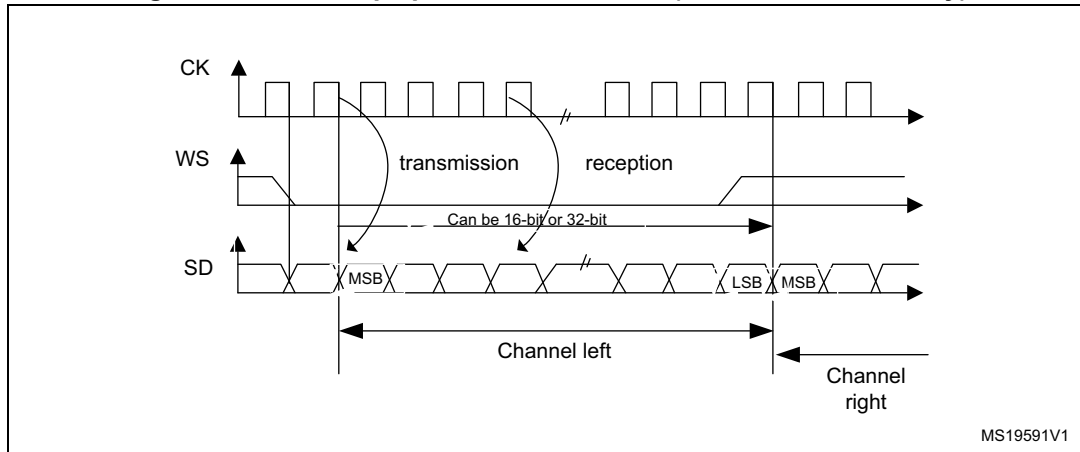 CK
WS
transmission
reception
Can be 16-bit or 32-bit
SD
MSB
LSB
MSB
Channel left
Channel
right
MS19591V1